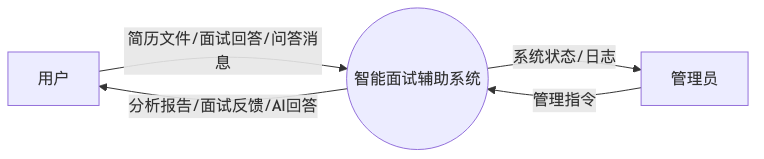 简历文件/面试回答/问答消
息
系统状态/日志
用户
智能面试辅助系统
管理员
分析报告/面试反馈/AI回答
管理指令